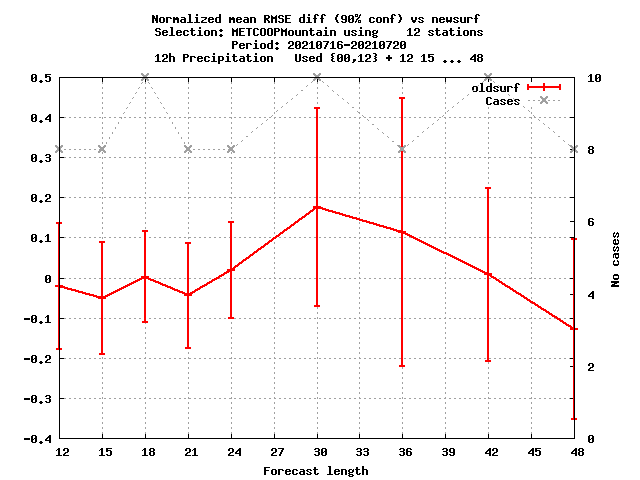 Normalized mean RMSE diff (90% conf) vs newsurf
Selection: METCOOPMountain using    12 stations
Period: 20210716-20210720
12h Precipitation   Used {00,12} + 12 15 ... 48
oldsurf
Cases
0.5
0.4
0.3
0.2
0.1
0
-0.1
-0.2
-0.3
-0.4
10
8
6
4
2
0
No cases
12 15 18 21 24 27 30 33 36 39 42 45 48
Forecast length